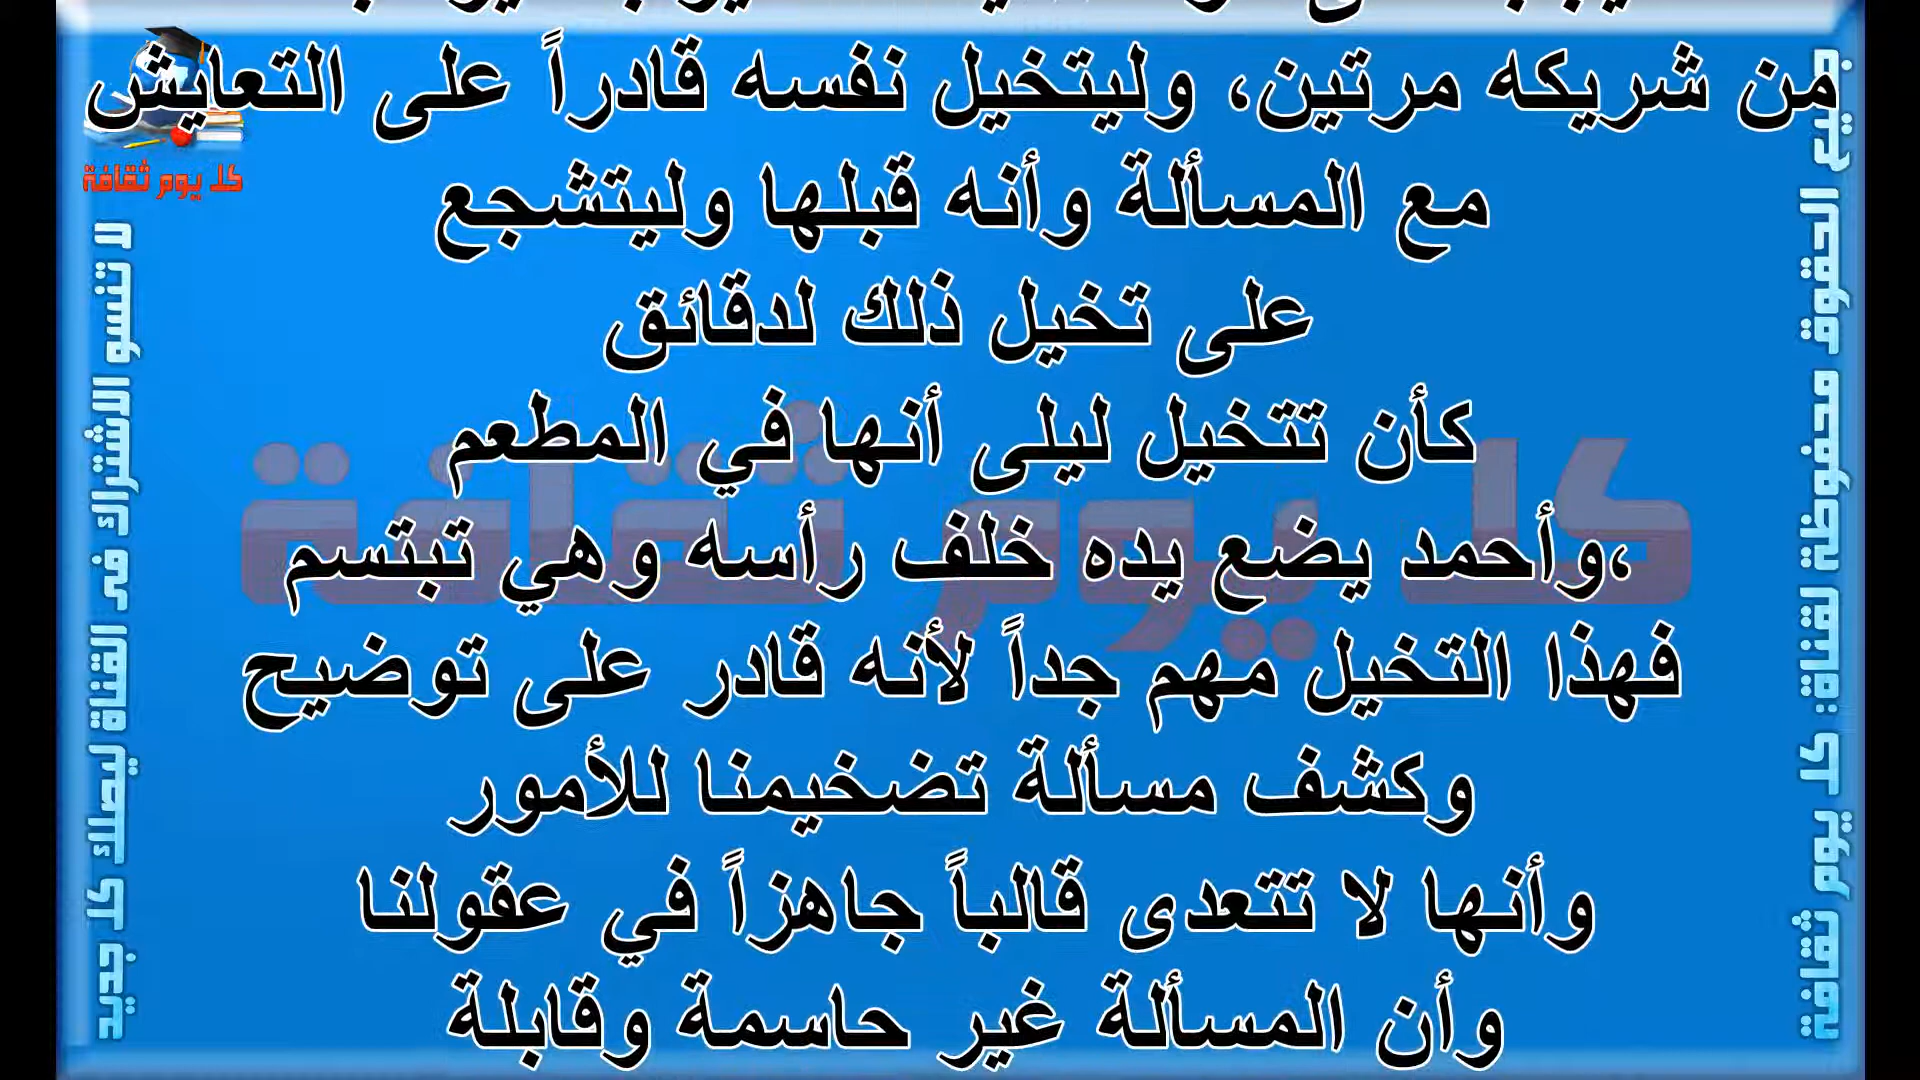 من شريكه مرتين، وليتخيل نفسه قادراً على التعايش
مع المسألة وأنه قبلها وليتشجع
على تخيل ذلك لدقائق
كأن تتخيل ليلى أنها في المطعم
،وأحمد يضع يده خلف رأسه وهي تبتسم
فهذا التخيل مهم جداً لأنه قادر على توضيح
وكشف مسألة تضخيمنا للأمور
وأنها لا تتعدى قالباً جاهزاً في عقولنا
وأن المسألة غير حاسمة وقابلة
كل يوم ثقافة
كل يوم ثقافة
جميع الحقوق محفوظة لقناة: كل يوم ثقافة
لا تنسو الاشتراك في القناة ليصلك كل جديد